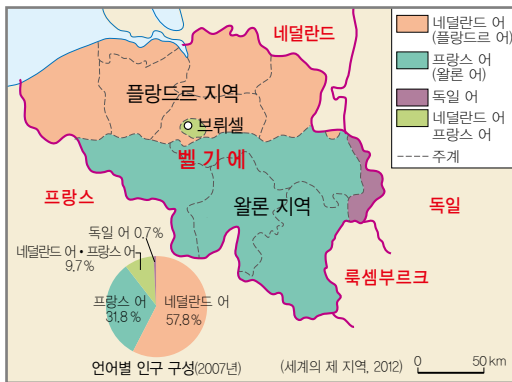 네덜란드
네덜란드 어
(플랑드르 어)
프랑스 어
(왈론 어)
독일 어
네덜란드 어
프랑스 어
주계
플랑드르 지역
브뤼셀
벨기에
프랑스
왈론 지역
독일
룩셈부르크
독일 어 0.7%
네덜란드 어·프랑스 어
9.7%
프랑스 어
31.8%
네덜란드 어
57.8%
언어별 인구 구성(2007년)
(세계의 제 지역, 2012)
0 50km